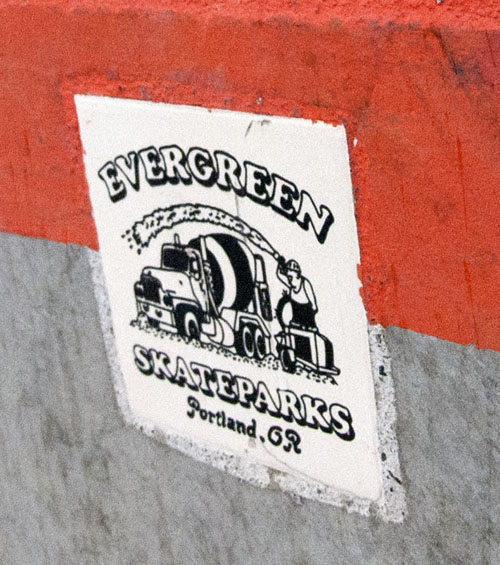 EVERGREEN
SKATEPARKS
Portland, OR